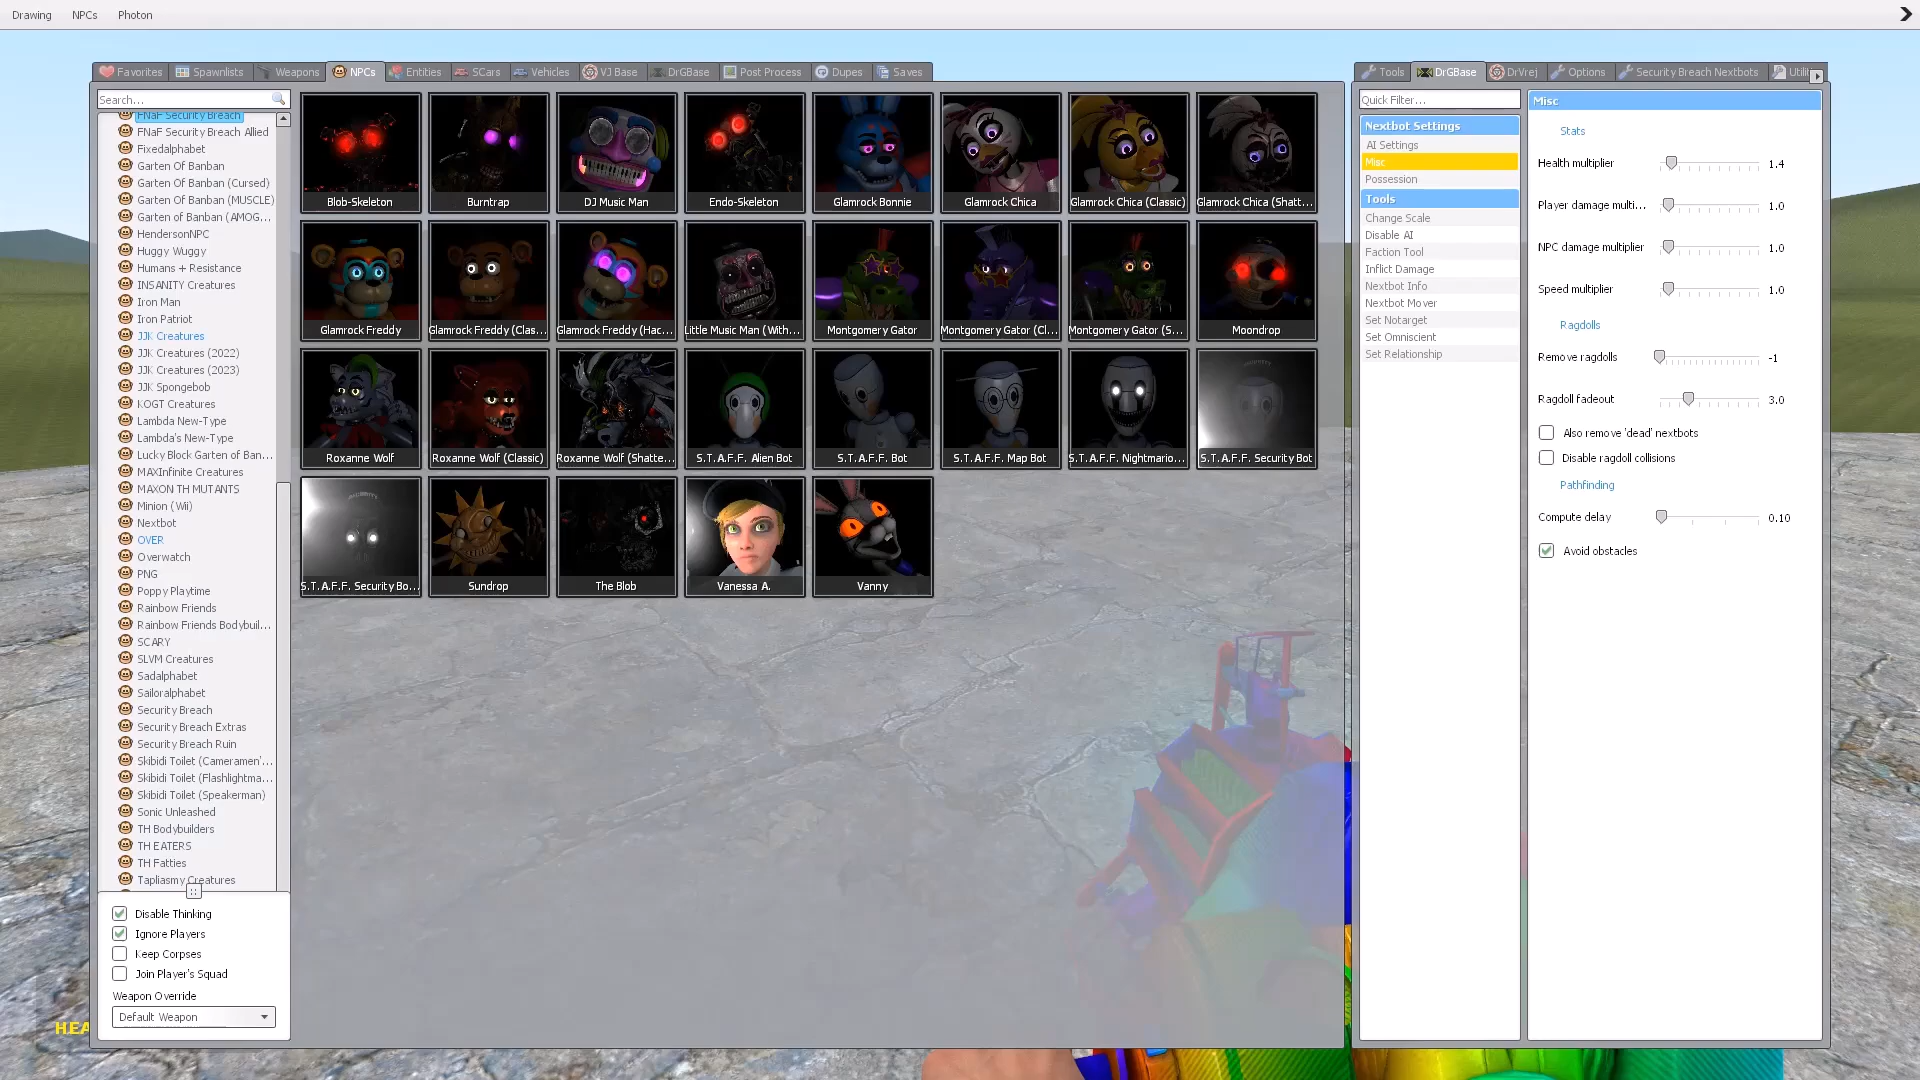 Drawing NPCs Photon
Favorites Spawnlists Weapons NPCs Entities SCars Vehicles VJ Base DrGBase Post Process Dupes Saves
Search...
FNaF Security Breach
FNaF Security Breach Allied
Fixedalphabet
Garten Of Banban
Garten Of Banban (Cursed)
Garten Of Banban (MUSCLE)
Garten of Banban (AMOG...
HendersonNPC
Huggy Wuggy
Humans + Resistance
INSANITY Creatures
Iron Man
Iron Patriot
JJK Creatures
JJK Creatures (2022)
JJK Creatures (2023)
JJK Spongebob
KOGT Creatures
Lambda New-Type
Lambda's New-Type
Lucky Block Garten of Ban...
MAXInfinite Creatures
MAXON TH MUTANTS
Minion (Wii)
Nextbot
OVER
Overwatch
PNG
Poppy Playtime
Rainbow Friends
Rainbow Friends Bodybuil...
SCARY
SLVM Creatures
Sadalphabet
Sailoralphabet
Security Breach
Security Breach Extras
Security Breach Ruin
Skibidi Toilet (Cameramen'...
Skibidi Toilet (Flashlightma...
Skibidi Toilet (Speakerman)
Sonic Unleashed
TH Bodybuilders
TH EATERS
TH Fatties
Tapliasmy Creatures
Disable Thinking
Ignore Players
Keep Corpses
Join Player's Squad
Weapon Override
Default Weapon
HEA
Blob-Skeleton Burntrap DJ Music Man Endo-Skeleton Glamrock Bonnie Glamrock Chica Glamrock Chica (Classic) Glamrock Chica (Shatt...
Glamrock Freddy Glamrock Freddy (Clas... Glamrock Freddy (Hac... Little Music Man (With... Montgomery Gator Montgomery Gator (Cl... Montgomery Gator (S... Moondrop
Roxanne Wolf Roxanne Wolf (Classic) Roxanne Wolf (Shatte... S.T.A.F.F. Alien Bot S.T.A.F.F. Bot S.T.A.F.F. Map Bot S.T.A.F.F. Nightmario... S.T.A.F.F. Security Bot
S.T.A.F.F. Security Bo... Sundrop The Blob Vanessa A. Vanny
Tools DrGBase DrVrej Options Security Breach Nextbots Utili
Quick Filter...
Nextbot Settings
AI Settings
Misc
Possession
Tools
Change Scale
Disable AI
Faction Tool
Inflict Damage
Nextbot Info
Nextbot Mover
Set Notarget
Set Omniscient
Set Relationship
Misc
Stats
Health multiplier 1.4
Player damage multi... 1.0
NPC damage multiplier 1.0
Speed multiplier 1.0
Ragdolls
Remove ragdolls -1
Ragdoll fadeout 3.0
Also remove 'dead' nextbots
Disable ragdoll collisions
Pathfinding
Compute delay 0.10
Avoid obstacles